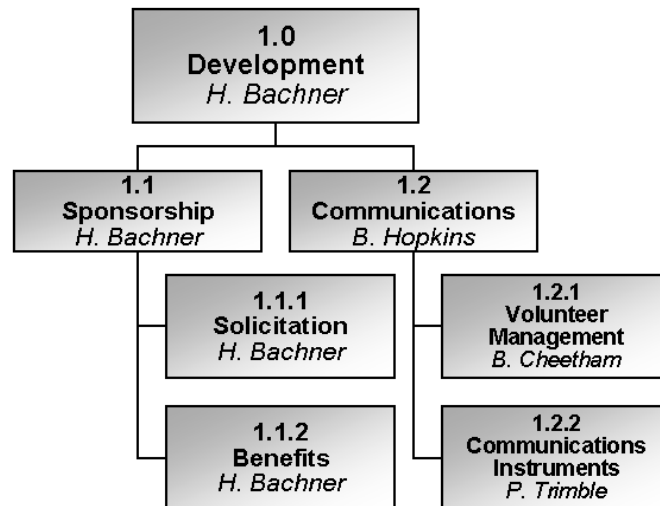 1.0
Development
H. Bachner
1.1
Sponsorship
H. Bachner
1.2
Communications
B. Hopkins
1.1.1
Solicitation
H. Bachner
1.1.2
Benefits
H. Bachner
1.2.1
Volunteer
Management
B. Cheetham
1.2.2
Communications
Instruments
P. Trimble